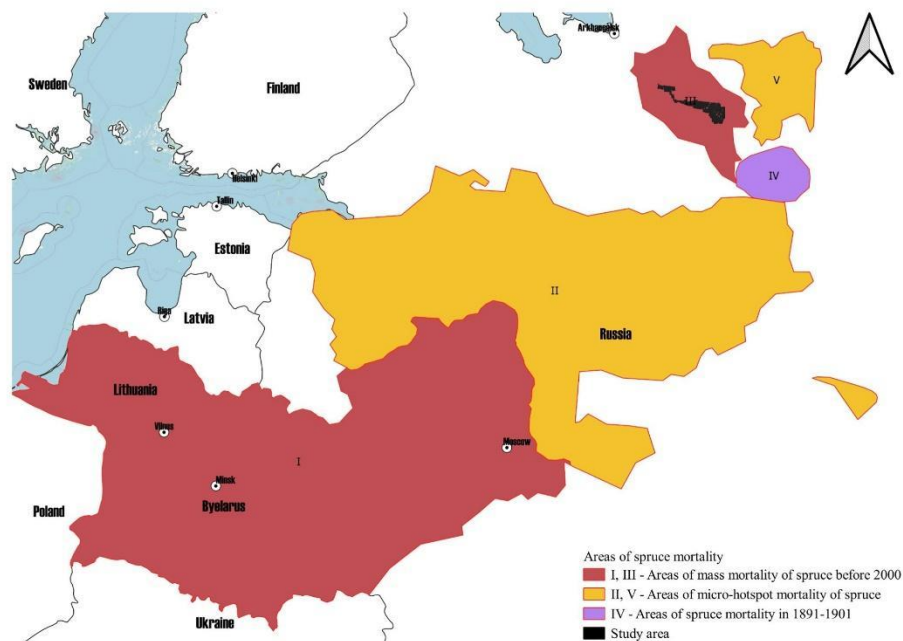 Arkhangelsk
Sweden
Finland
V
III
IV
Helsinki
Tallin
Estonia
II
Riga
Latvia
Russia
Lithuania
Vilnus
Moscow
I
Minsk
Byelarus
Poland
Ukraine
Areas of spruce mortality
I, III - Areas of mass mortality of spruce before 2000
II, V - Areas of micro-hotspot mortality of spruce
IV - Areas of spruce mortality in 1891-1901
Study area